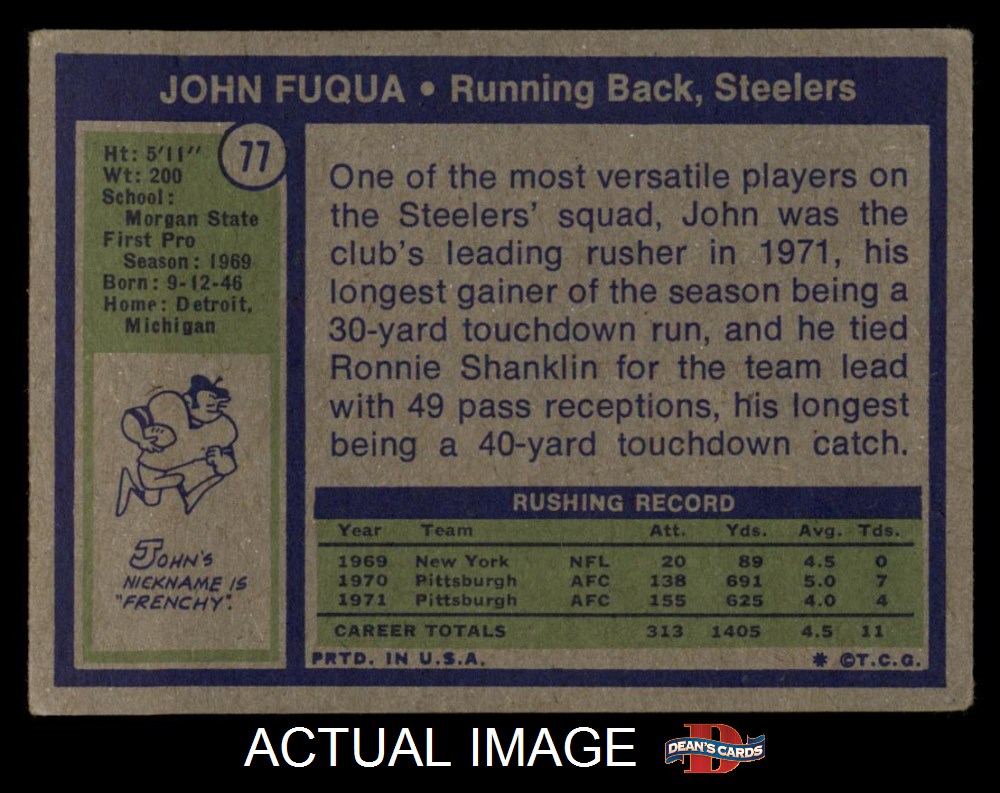 JOHN FUQUA • Running Back, Steelers
77
Ht: 5'11"
Wt: 200
School:
Morgan State
First Pro
Season: 1969
Born: 9-12-46
Home: Detroit,
Michigan
JOHN'S
NICKNAME IS
"FRENCHY".
One of the most versatile players on
the Steelers' squad, John was the
club's leading rusher in 1971, his
longest gainer of the season being a
30-yard touchdown run, and he tied
Ronnie Shanklin for the team lead
with 49 pass receptions, his longest
being a 40-yard touchdown catch.
RUSHING RECORD
Year Team Att. Yds. Avg. Tds.
1969 New York NFL 20 89 4.5 0
1970 Pittsburgh AFC 138 691 5.0 7
1971 Pittsburgh AFC 155 625 4.0 4
CAREER TOTALS 313 1405 4.5 11
PRTD. IN U.S.A. * ©T.C.G.
ACTUAL IMAGE
D
DEAN'S CARDS